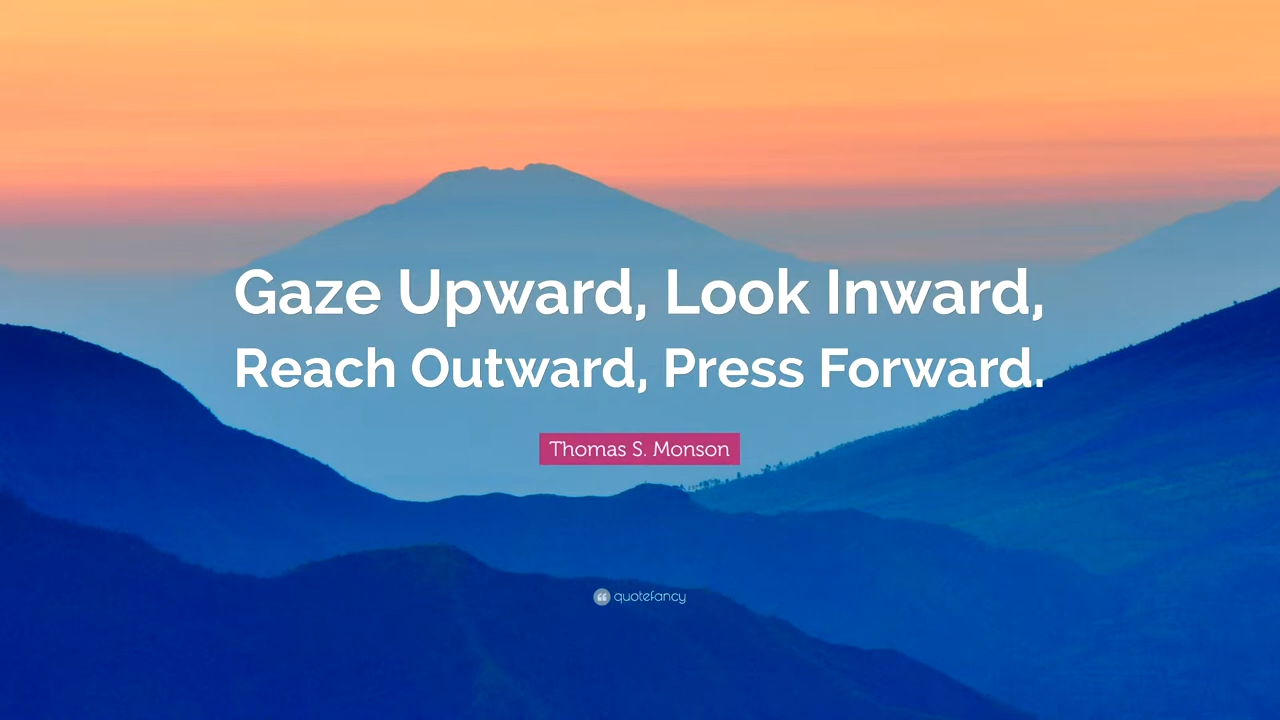 Gaze Upward, Look Inward,
Reach Outward, Press Forward.
Thomas S. Monson
quotefancy